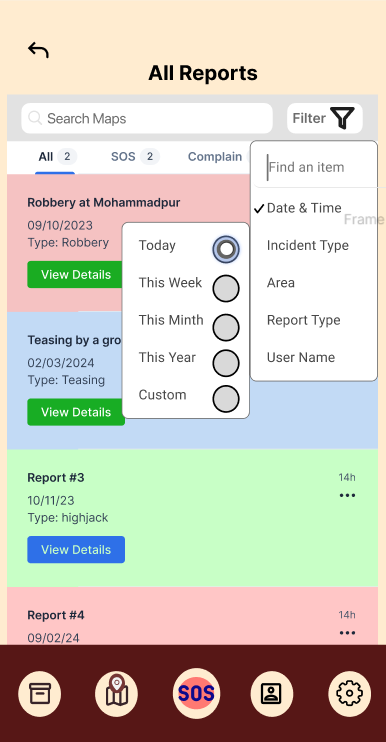 All Reports
Search Maps
Filter
All 2
SOS 2
Complain
Find an item
Date & Time
Frame
Incident Type
Area
Report Type
User Name
Today
This Week
This Minth
This Year
Custom
Robbery at Mohammadpur
09/10/2023
Type: Robbery
View Details
Teasing by a gro
02/03/2024
Type: Teasing
View Details
Report #3
14h
10/11/23
Type: highjack
View Details
Report #4
14h
09/02/24
SOS